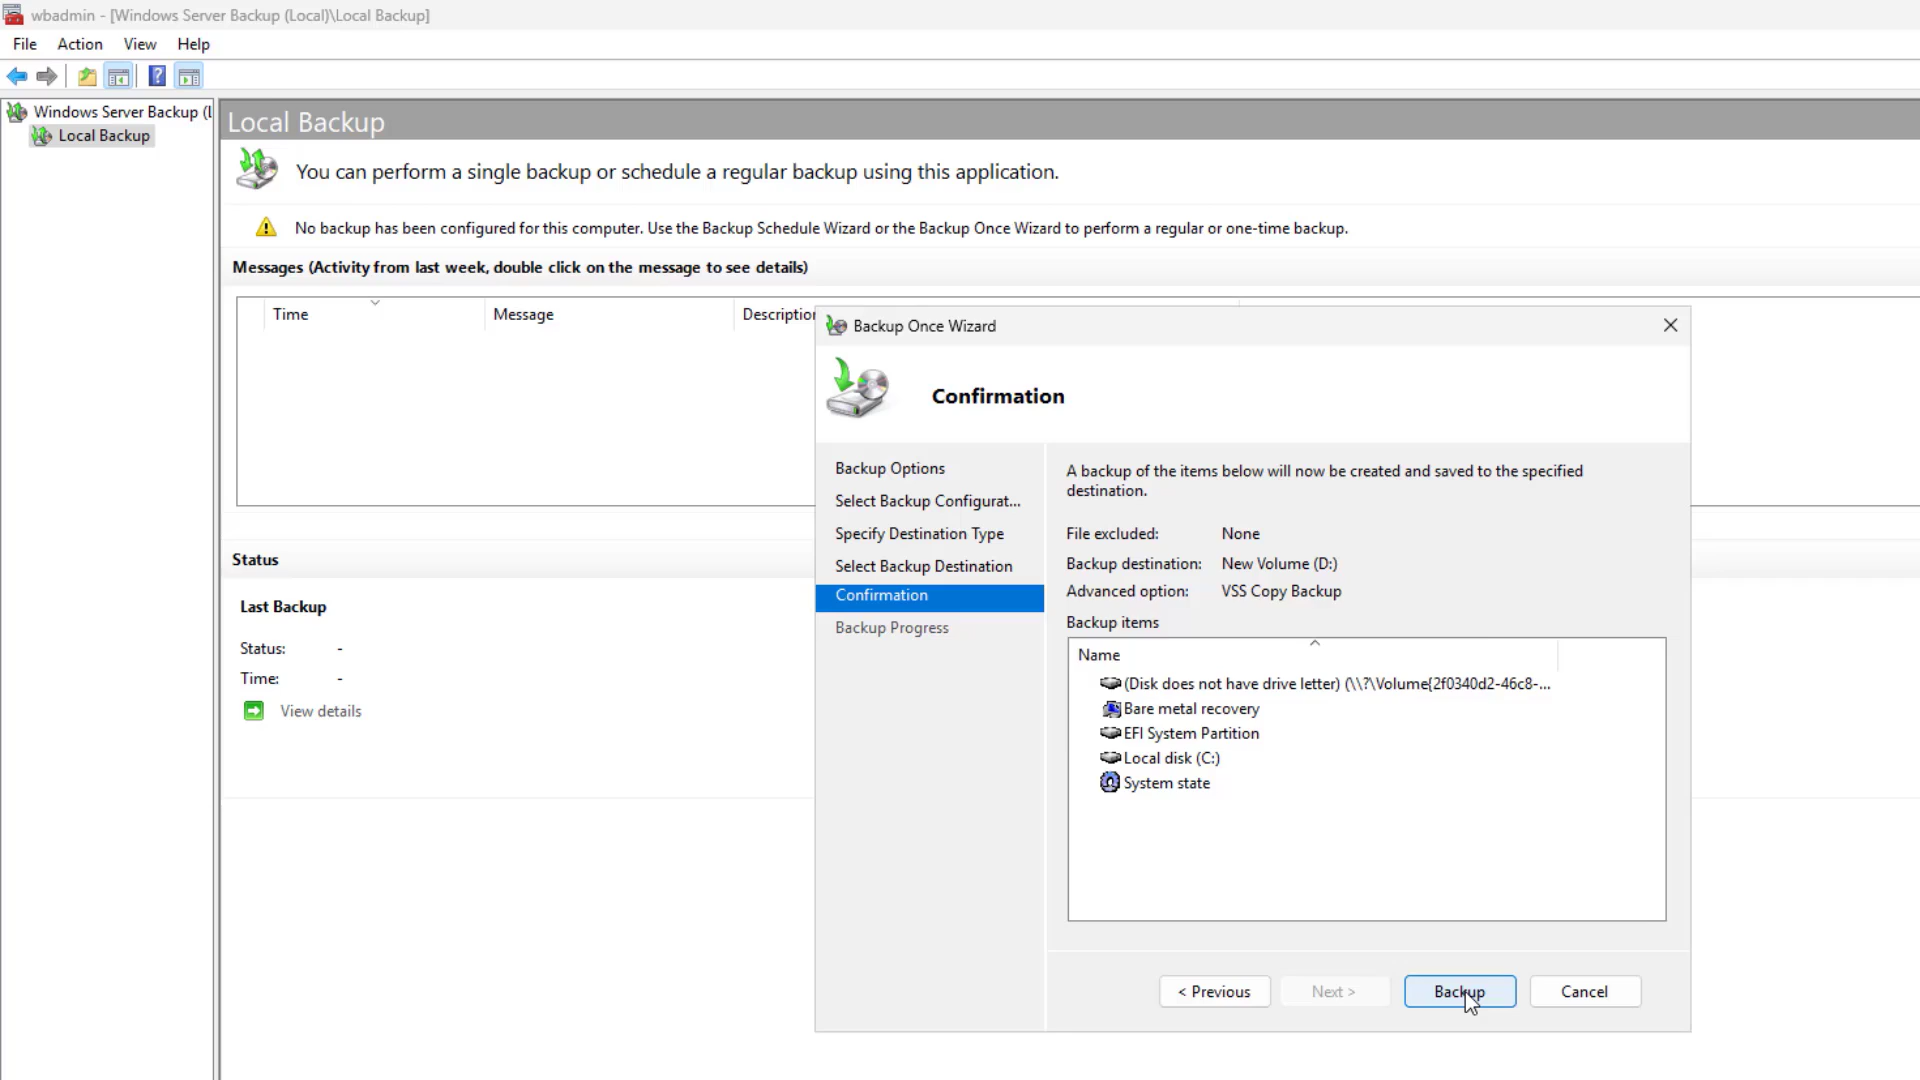 wbadmin - [Windows Server Backup (Local)\Local Backup]
File Action View Help
Windows Server Backup (L
Local Backup
Local Backup
You can perform a single backup or schedule a regular backup using this application.
No backup has been configured for this computer. Use the Backup Schedule Wizard or the Backup Once Wizard to perform a regular or one-time backup.
Messages (Activity from last week, double click on the message to see details)
Time Message Description
Status
Last Backup
Status: -
Time: -
View details
Backup Once Wizard
Confirmation
Backup Options
Select Backup Configurat...
Specify Destination Type
Select Backup Destination
Confirmation
Backup Progress
A backup of the items below will now be created and saved to the specified
destination.
File excluded: None
Backup destination: New Volume (D:)
Advanced option: VSS Copy Backup
Backup items
Name
(Disk does not have drive letter) (\\?\Volume{2f0340d2-46c8-...
Bare metal recovery
EFI System Partition
Local disk (C:)
System state
< Previous Next > Backup Cancel